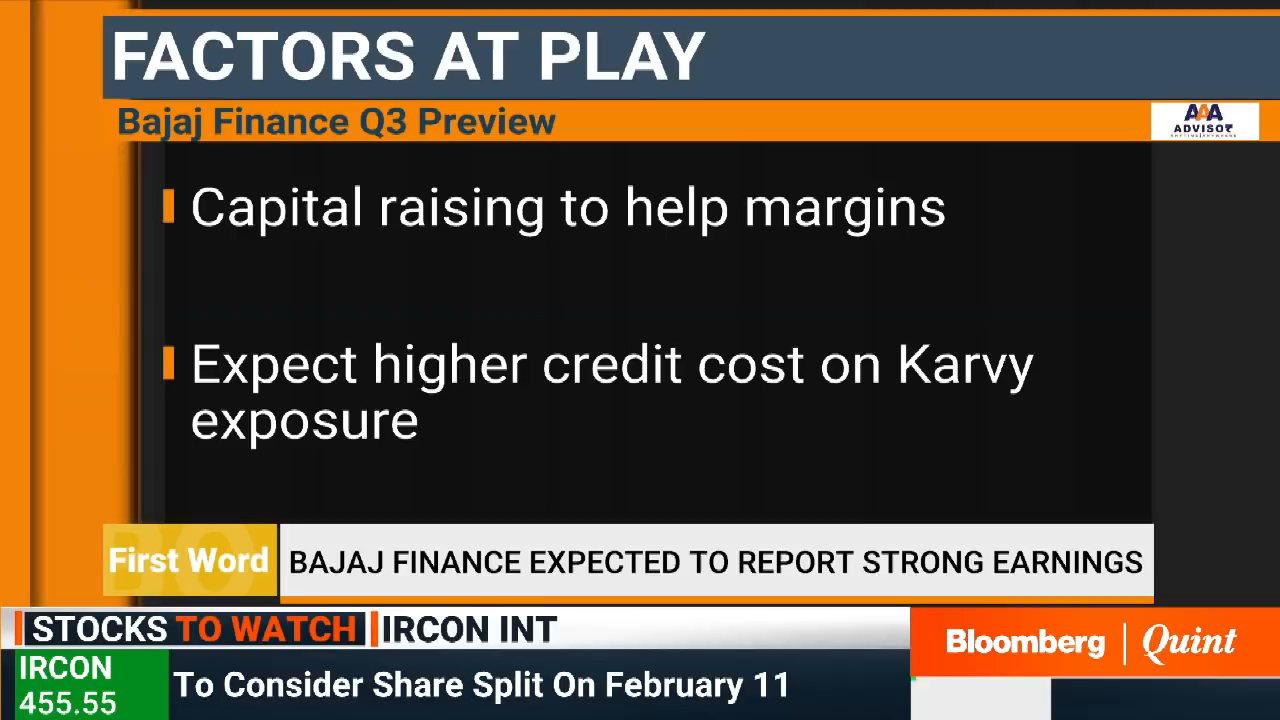 FACTORS AT PLAY
Bajaj Finance Q3 Preview
AAA
ADVISOR
Capital raising to help margins
Expect higher credit cost on Karvy
exposure
First Word
BAJAJ FINANCE EXPECTED TO REPORT STRONG EARNINGS
STOCKS TO WATCH IRCON INT
Bloomberg | Quint
IRCON
455.55
To Consider Share Split On February 11